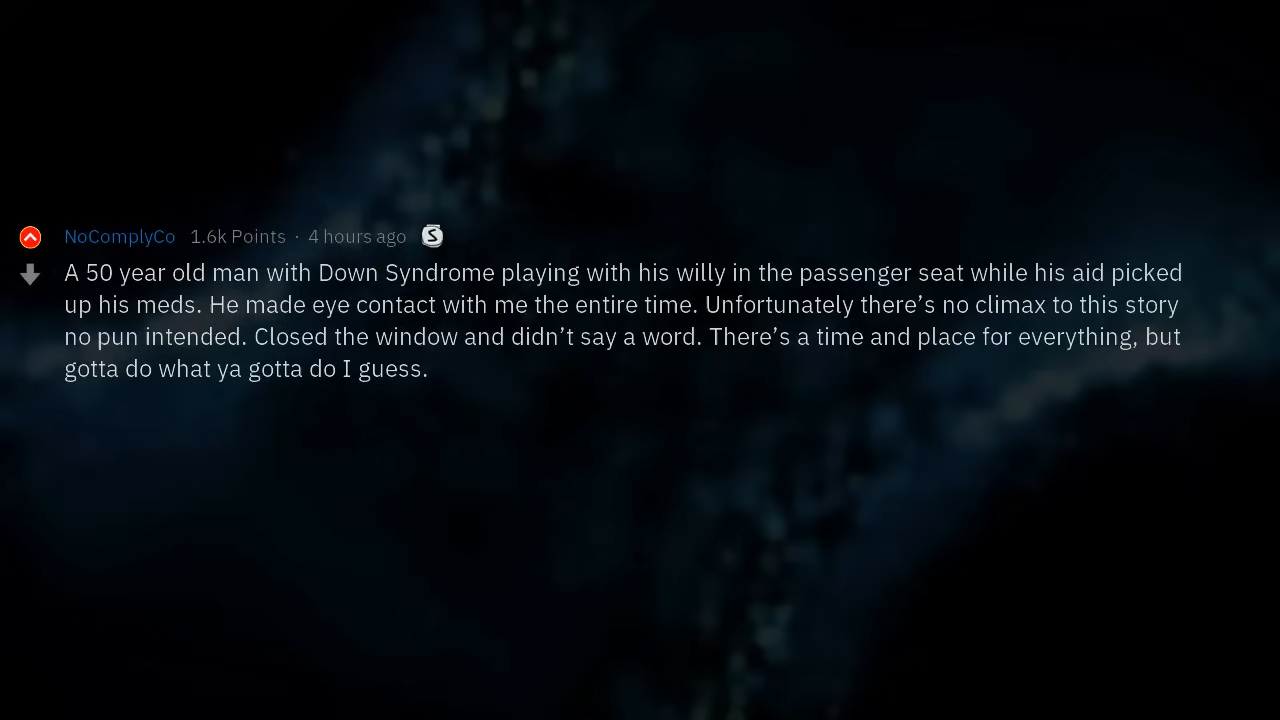 NoComplyCo 1.6k Points · 4 hours ago S
A 50 year old man with Down Syndrome playing with his willy in the passenger seat while his aid picked
up his meds. He made eye contact with me the entire time. Unfortunately there’s no climax to this story
no pun intended. Closed the window and didn’t say a word. There’s a time and place for everything, but
gotta do what ya gotta do I guess.